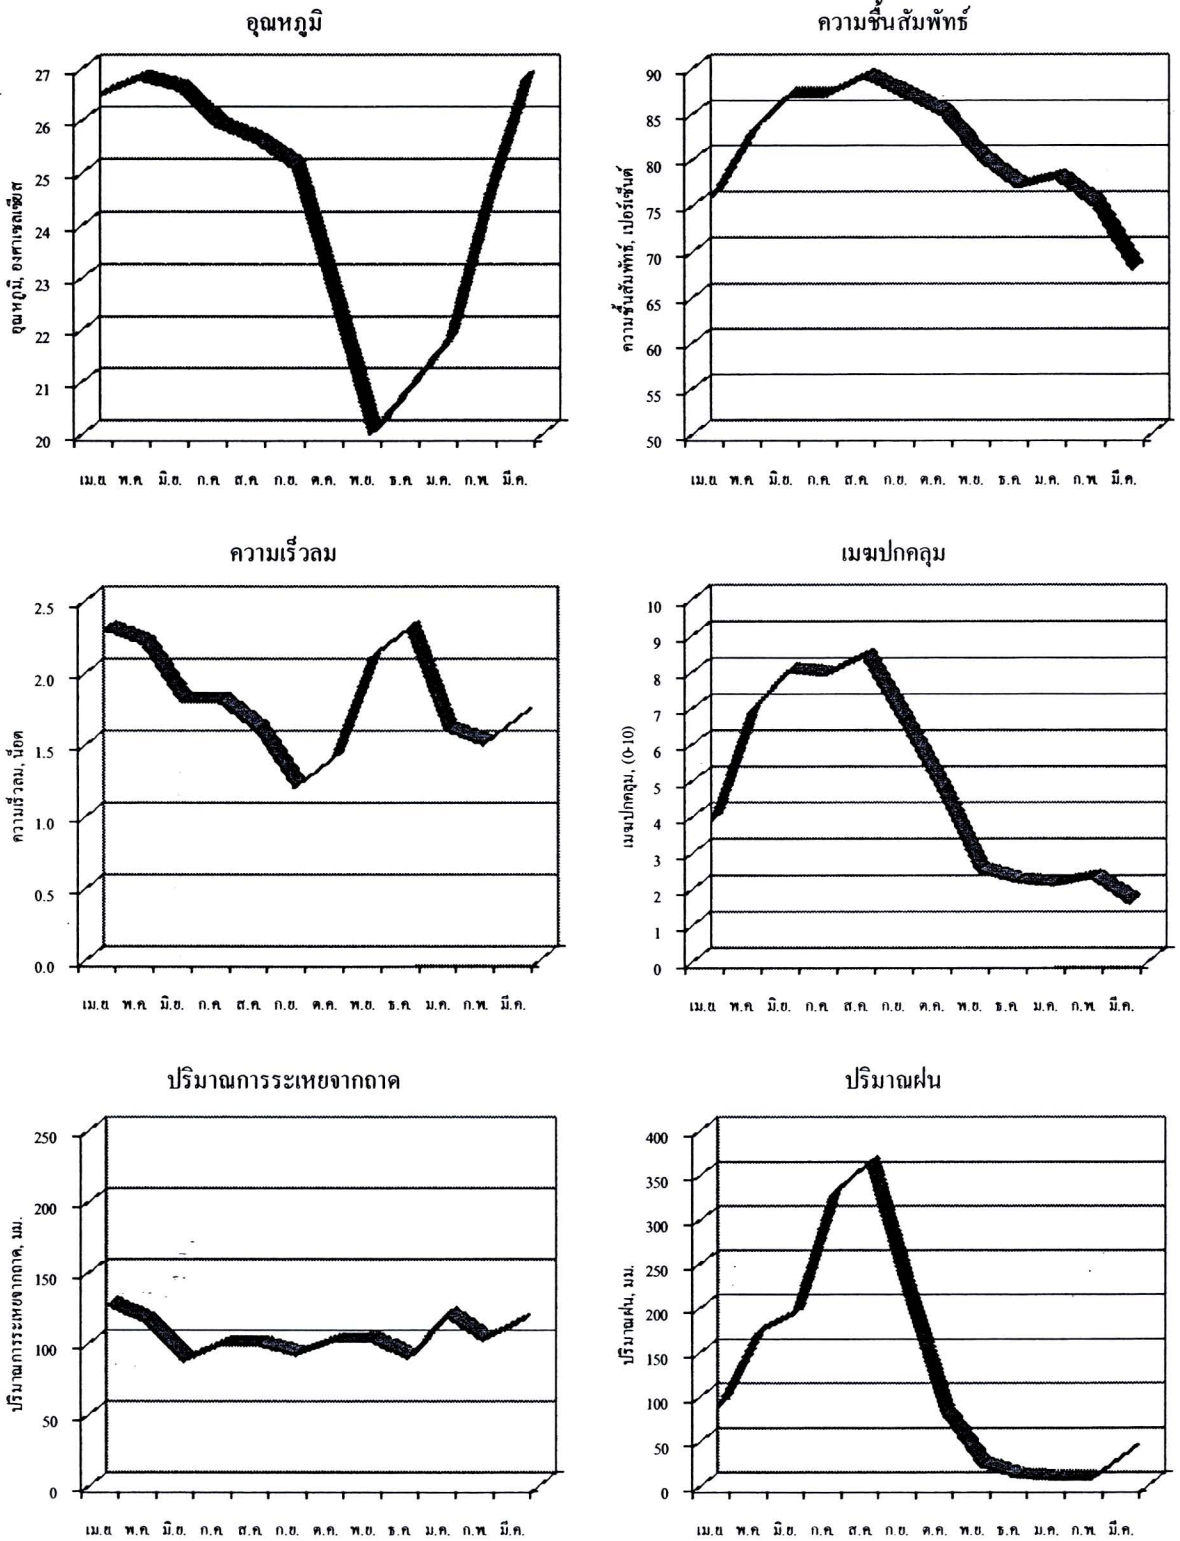 อุณหภูมิ
อุณหภูมิ, องศาเซลเซียส
27
26
25
24
23
22
21
20
เม.ย. พ.ค. มิ.ย. ก.ค. ส.ค. ก.ย. ต.ค. พ.ย. ธ.ค. ม.ค. ก.พ. มี.ค.
ความชื้นสัมพัทธ์
ความชื้นสัมพัทธ์, เปอร์เซ็นต์
90
85
80
75
70
65
60
55
50
เม.ย. พ.ค. มิ.ย. ก.ค. ส.ค. ก.ย. ต.ค. พ.ย. ธ.ค. ม.ค. ก.พ. มี.ค.
ความเร็วลม
ความเร็วลม, น็อต
2.5
2.0
1.5
1.0
0.5
0.0
เม.ย. พ.ค. มิ.ย. ก.ค. ส.ค. ก.ย. ต.ค. พ.ย. ธ.ค. ม.ค. ก.พ. มี.ค.
เมฆปกคลุม
เมฆปกคลุม, (0-10)
10
9
8
7
6
5
4
3
2
1
0
เม.ย. พ.ค. มิ.ย. ก.ค. ส.ค. ก.ย. ต.ค. พ.ย. ธ.ค. ม.ค. ก.พ. มี.ค.
ปริมาณการระเหยจากถาด
ปริมาณการระเหยจากถาด, มม.
250
200
150
100
50
0
เม.ย. พ.ค. มิ.ย. ก.ค. ส.ค. ก.ย. ต.ค. พ.ย. ธ.ค. ม.ค. ก.พ. มี.ค.
ปริมาณฝน
ปริมาณฝน, มม.
400
350
300
250
200
150
100
50
0
เม.ย. พ.ค. มิ.ย. ก.ค. ส.ค. ก.ย. ต.ค. พ.ย. ธ.ค. ม.ค. ก.พ. มี.ค.